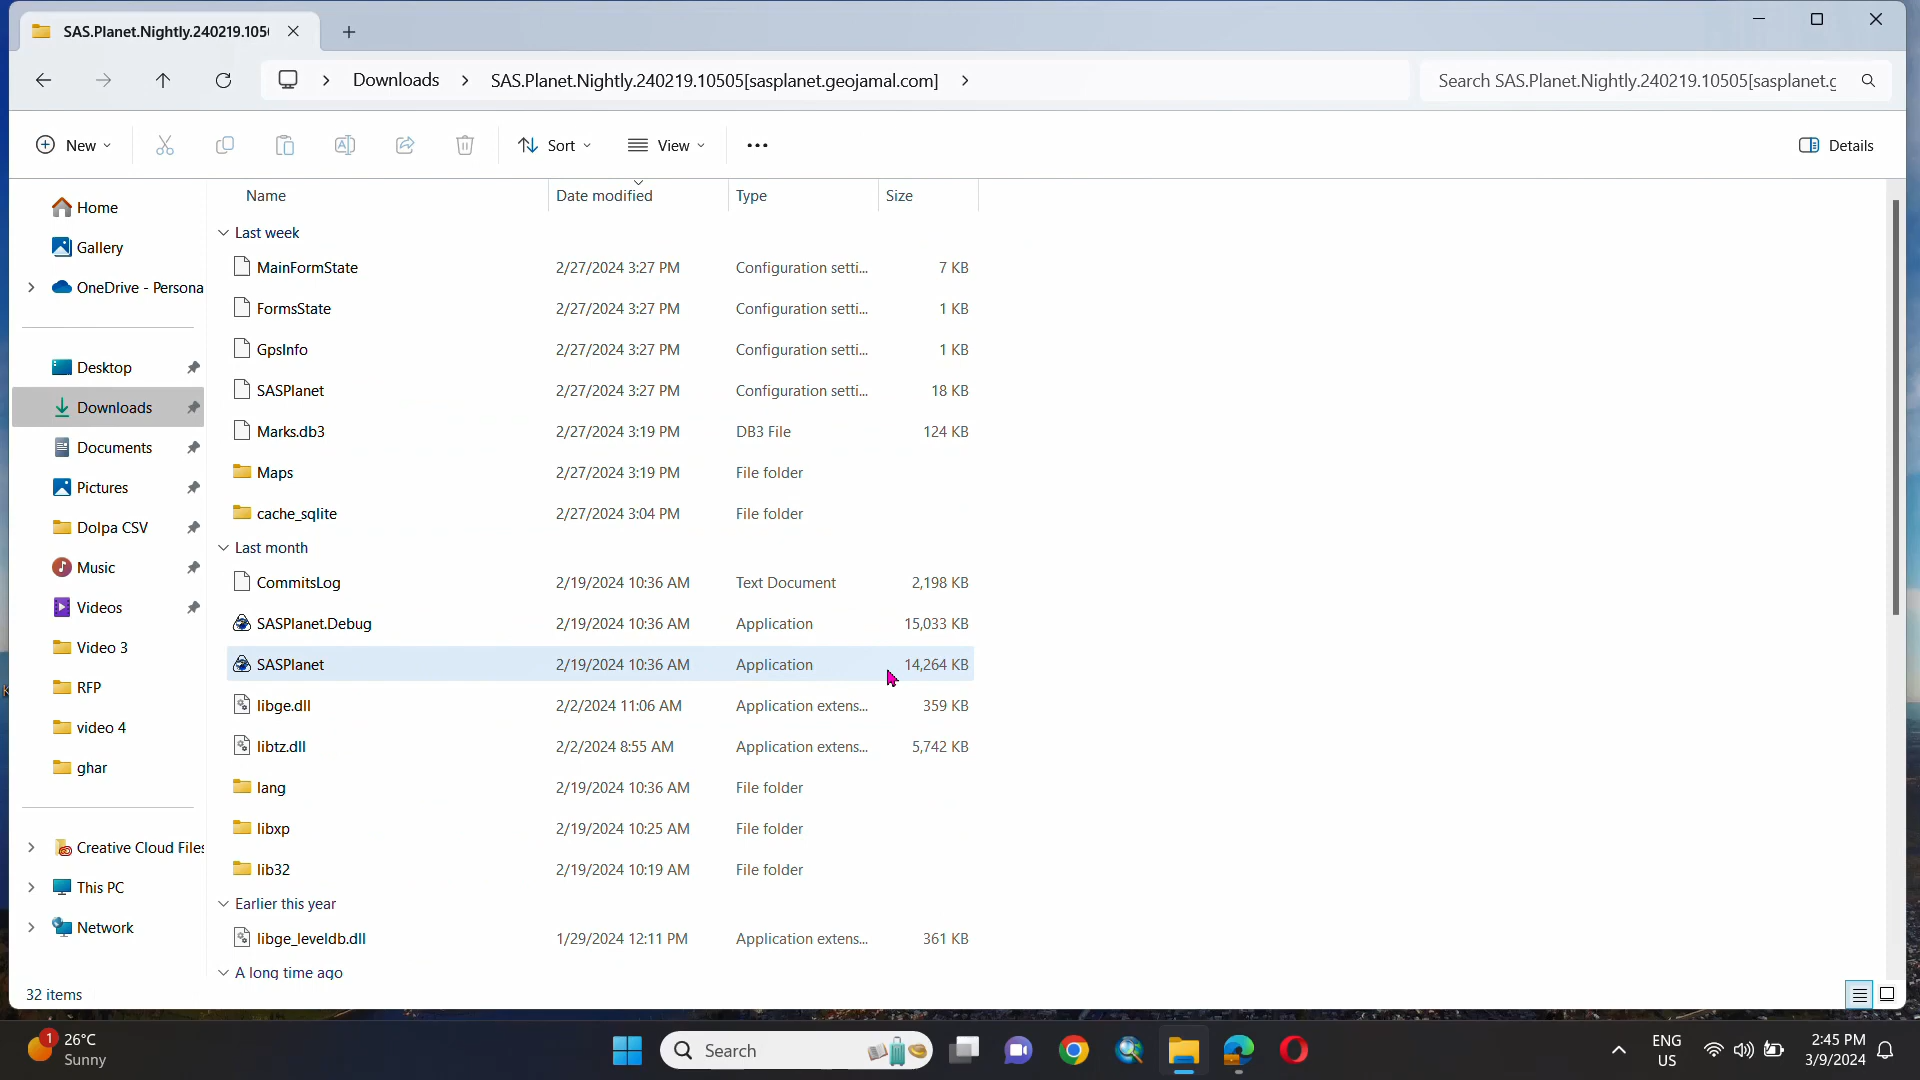 SAS.Planet.Nightly.240219.105
Downloads SAS.Planet.Nightly.240219.10505[sasplanet.geojamal.com] Search SAS.Planet.Nightly.240219.10505[sasplanet.g
New Sort View Details
Name Date modified Type Size
Home
Gallery
OneDrive - Persona
Desktop
Downloads
Documents
Pictures
Dolpa CSV
Music
Videos
Video 3
RFP
video 4
ghar
Creative Cloud Files
This PC
Network
Last week
MainFormState 2/27/2024 3:27 PM Configuration setti... 7 KB
FormsState 2/27/2024 3:27 PM Configuration setti... 1 KB
GpsInfo 2/27/2024 3:27 PM Configuration setti... 1 KB
SASPlanet 2/27/2024 3:27 PM Configuration setti... 18 KB
Marks.db3 2/27/2024 3:19 PM DB3 File 124 KB
Maps 2/27/2024 3:19 PM File folder
cache_sqlite 2/27/2024 3:04 PM File folder
Last month
CommitsLog 2/19/2024 10:36 AM Text Document 2,198 KB
SASPlanet.Debug 2/19/2024 10:36 AM Application 15,033 KB
SASPlanet 2/19/2024 10:36 AM Application 14,264 KB
libge.dll 2/2/2024 11:06 AM Application extens... 359 KB
libtz.dll 2/2/2024 8:55 AM Application extens... 5,742 KB
lang 2/19/2024 10:36 AM File folder
libxp 2/19/2024 10:25 AM File folder
lib32 2/19/2024 10:19 AM File folder
Earlier this year
libge_leveldb.dll 1/29/2024 12:11 PM Application extens... 361 KB
A long time ago
32 items
1 26°C
Sunny
Search
ENG
US
2:45 PM
3/9/2024